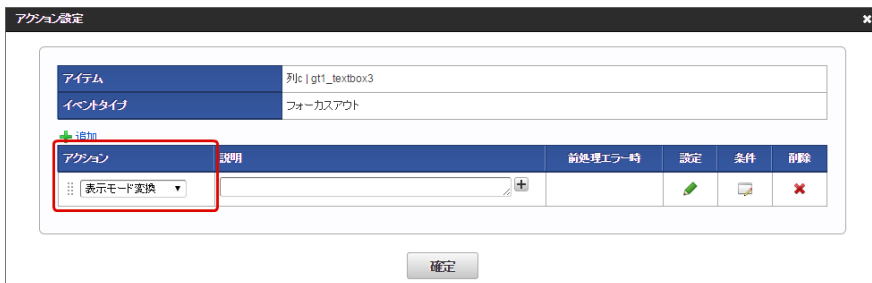 アクション設定
アイテム 列c | gt1_textbox3
イベントタイプ フォーカスアウト
追加
アクション 説明 前処理エラー時 設定 条件 削除
表示モード変換
確定